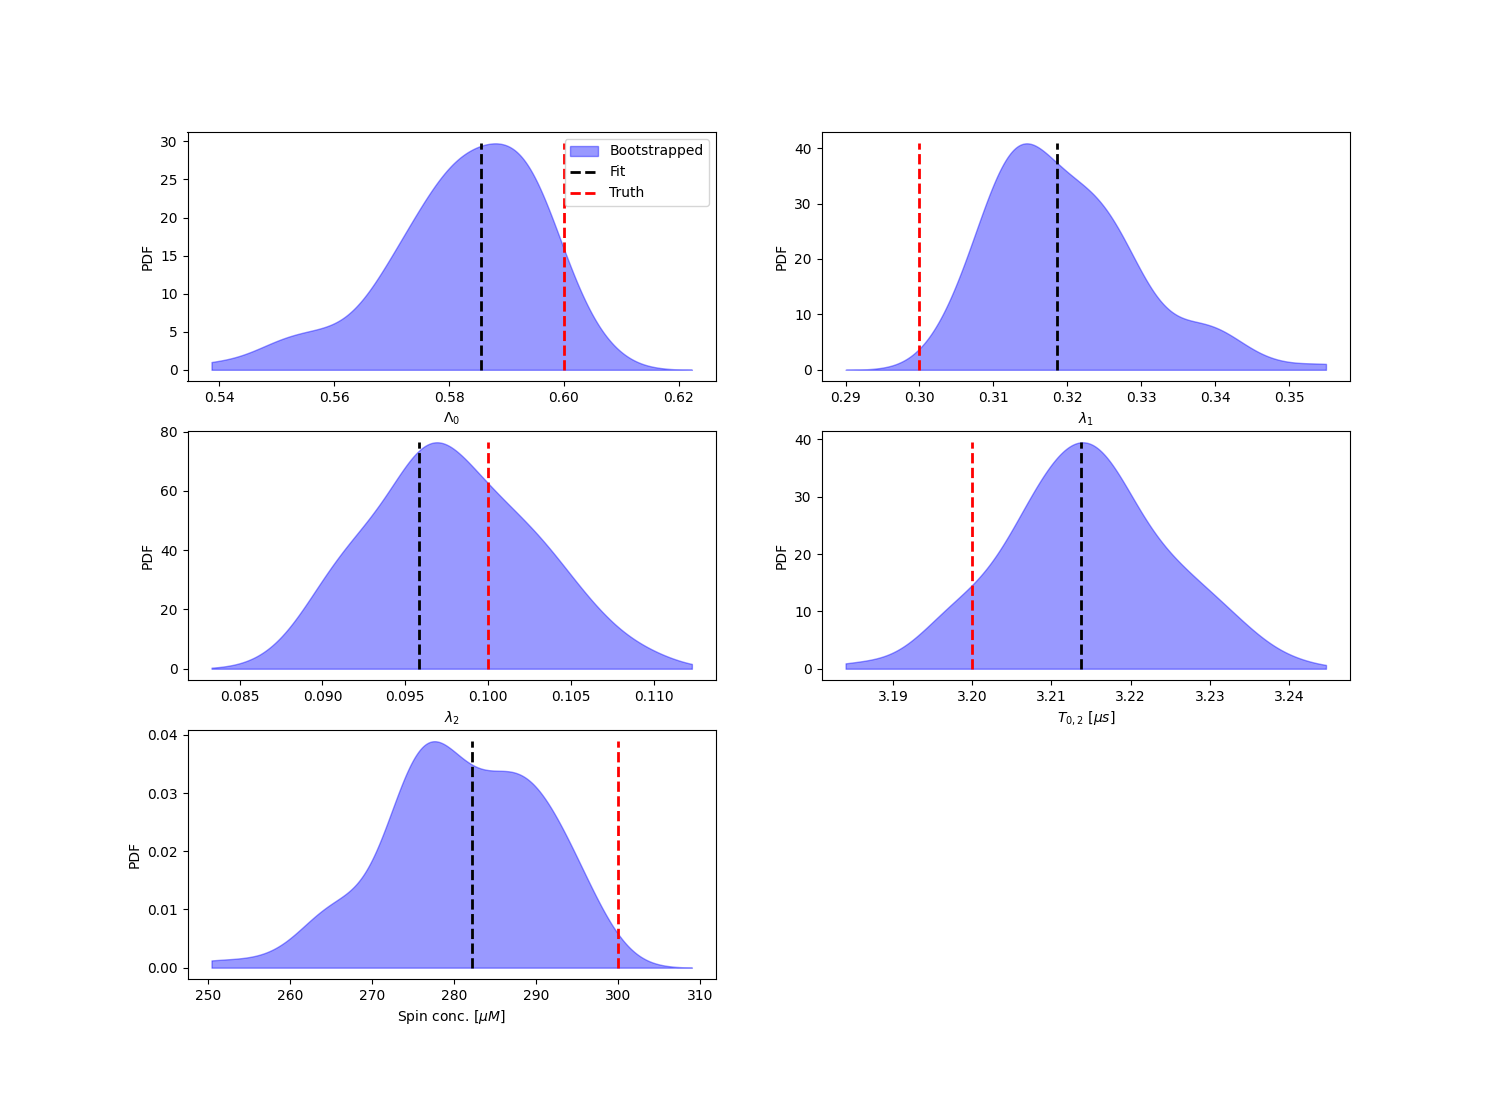 30
25
20
15
10
5
0
PDF
0.54 0.56 0.58 0.60 0.62
Λ0
Bootstrapped
Fit
Truth
40
30
20
10
0
PDF
0.29 0.30 0.31 0.32 0.33 0.34 0.35
λ1
80
60
40
20
0
PDF
0.085 0.090 0.095 0.100 0.105 0.110
λ2
40
30
20
10
0
PDF
3.19 3.20 3.21 3.22 3.23 3.24
T0, 2 [μs]
0.04
0.03
0.02
0.01
0.00
PDF
250 260 270 280 290 300 310
Spin conc. [μM]